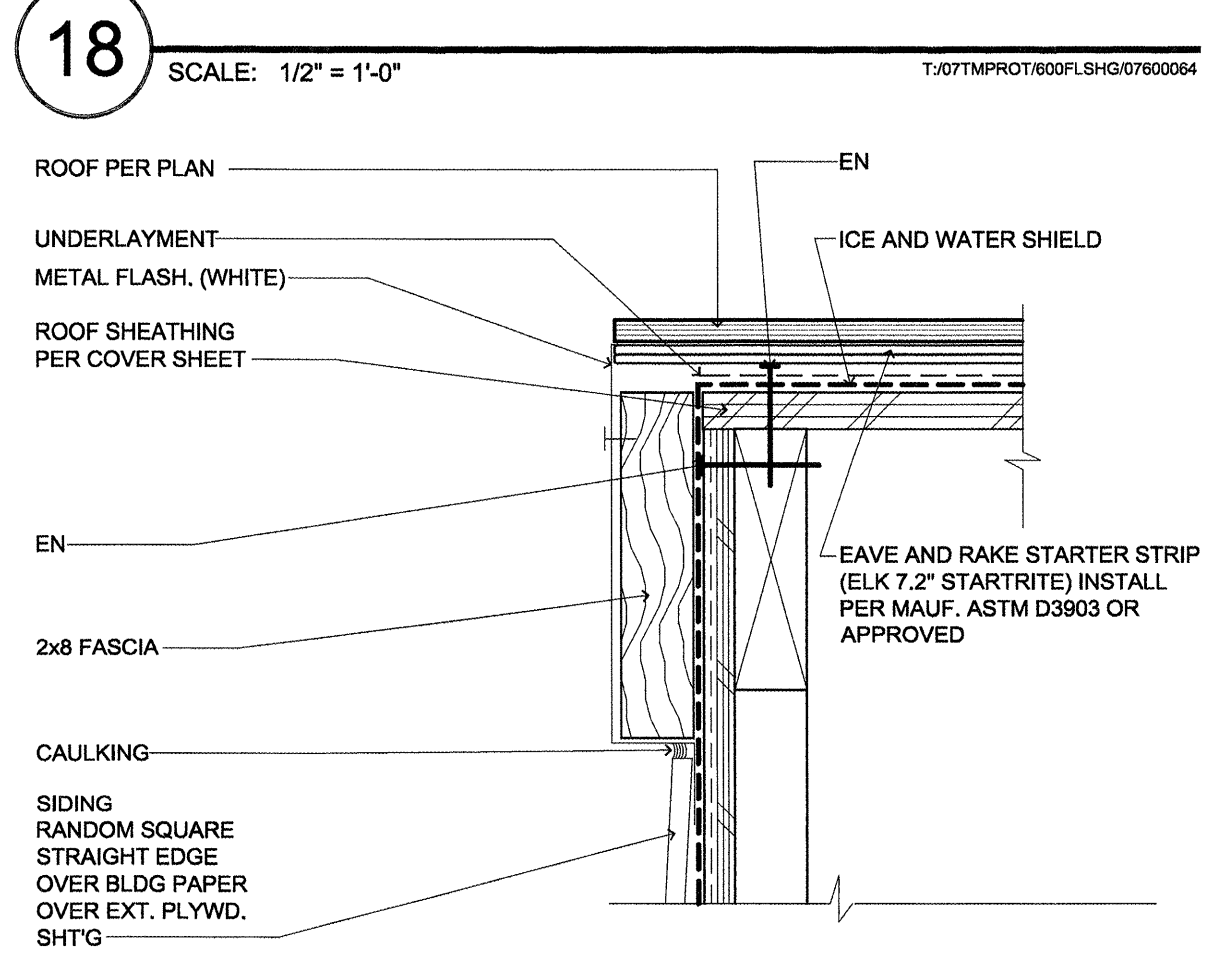 18
SCALE: 1/2" = 1'-0"
T:/07TMPROT/600FLSHG/07600064
ROOF PER PLAN
EN
UNDERLAYMENT
ICE AND WATER SHIELD
METAL FLASH. (WHITE)
ROOF SHEATHING
PER COVER SHEET
EN
EAVE AND RAKE STARTER STRIP
(ELK 7.2" STARTRITE) INSTALL
PER MAUF. ASTM D3903 OR
APPROVED
2x8 FASCIA
CAULKING
SIDING
RANDOM SQUARE
STRAIGHT EDGE
OVER BLDG PAPER
OVER EXT. PLYWD.
SHT'G